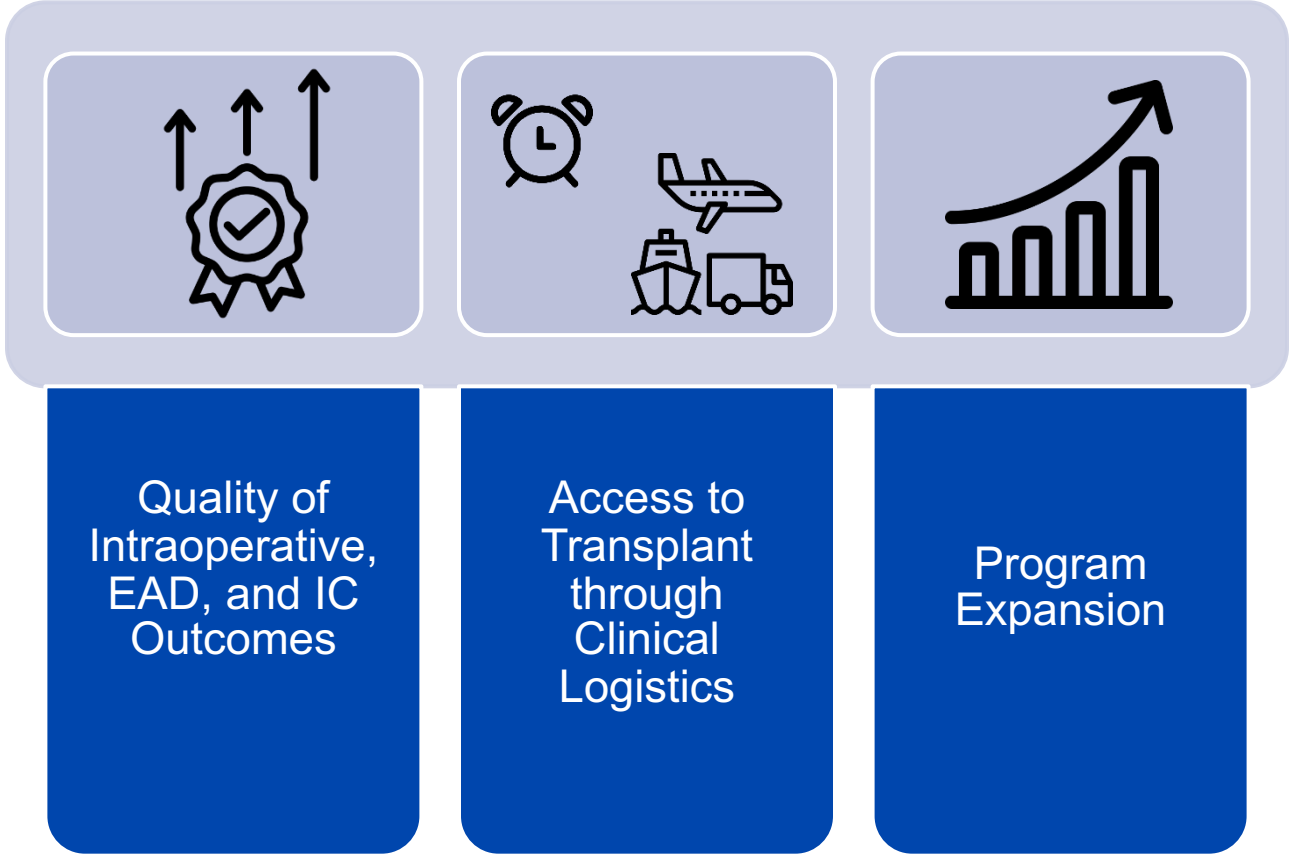 Quality of
Intraoperative,
EAD, and IC
Outcomes
Access to
Transplant
through
Clinical
Logistics
Program
Expansion